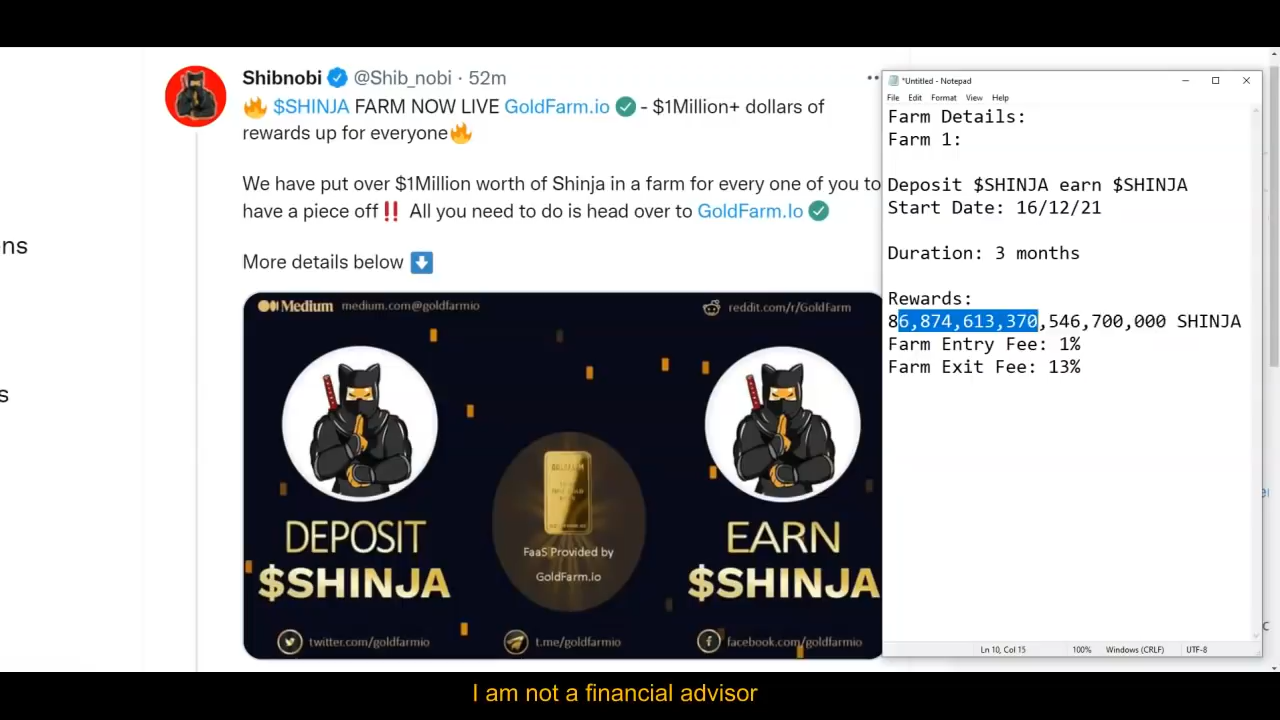 ns
s
Shibnobi @Shib_nobi · 52m
🔥 $SHINJA FARM NOW LIVE GoldFarm.io ✅ - $1Million+ dollars of
rewards up for everyone🔥
We have put over $1Million worth of Shinja in a farm for every one of you to
have a piece off‼️ All you need to do is head over to GoldFarm.Io ✅
More details below ⬇️
Medium medium.com@goldfarmio
reddit.com/r/GoldFarm
DEPOSIT
$SHINJA
FaaS Provided by
GoldFarm.io
EARN
$SHINJA
twitter.com/goldfarmio
t.me/goldfarmio
facebook.com/goldfarmio
*Untitled - Notepad
File Edit Format View Help
Farm Details:
Farm 1:
Deposit $SHINJA earn $SHINJA
Start Date: 16/12/21
Duration: 3 months
Rewards:
86,874,613,370,546,700,000 SHINJA
Farm Entry Fee: 1%
Farm Exit Fee: 13%
Ln 10, Col 15 100% Windows (CRLF) UTF-8
I am not a financial advisor